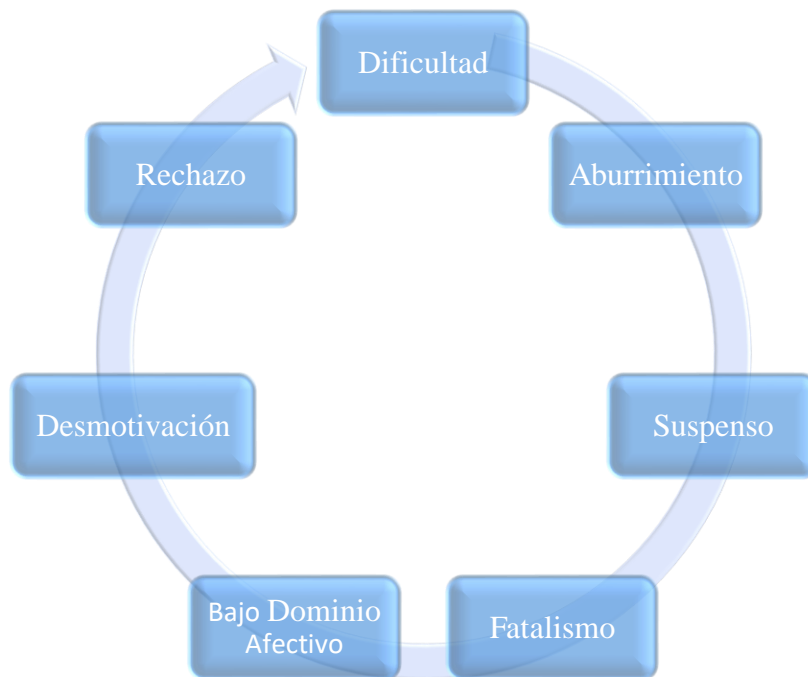 Dificultad
Aburrimiento
Suspenso
Fatalismo
Bajo Dominio
Afectivo
Desmotivación
Rechazo